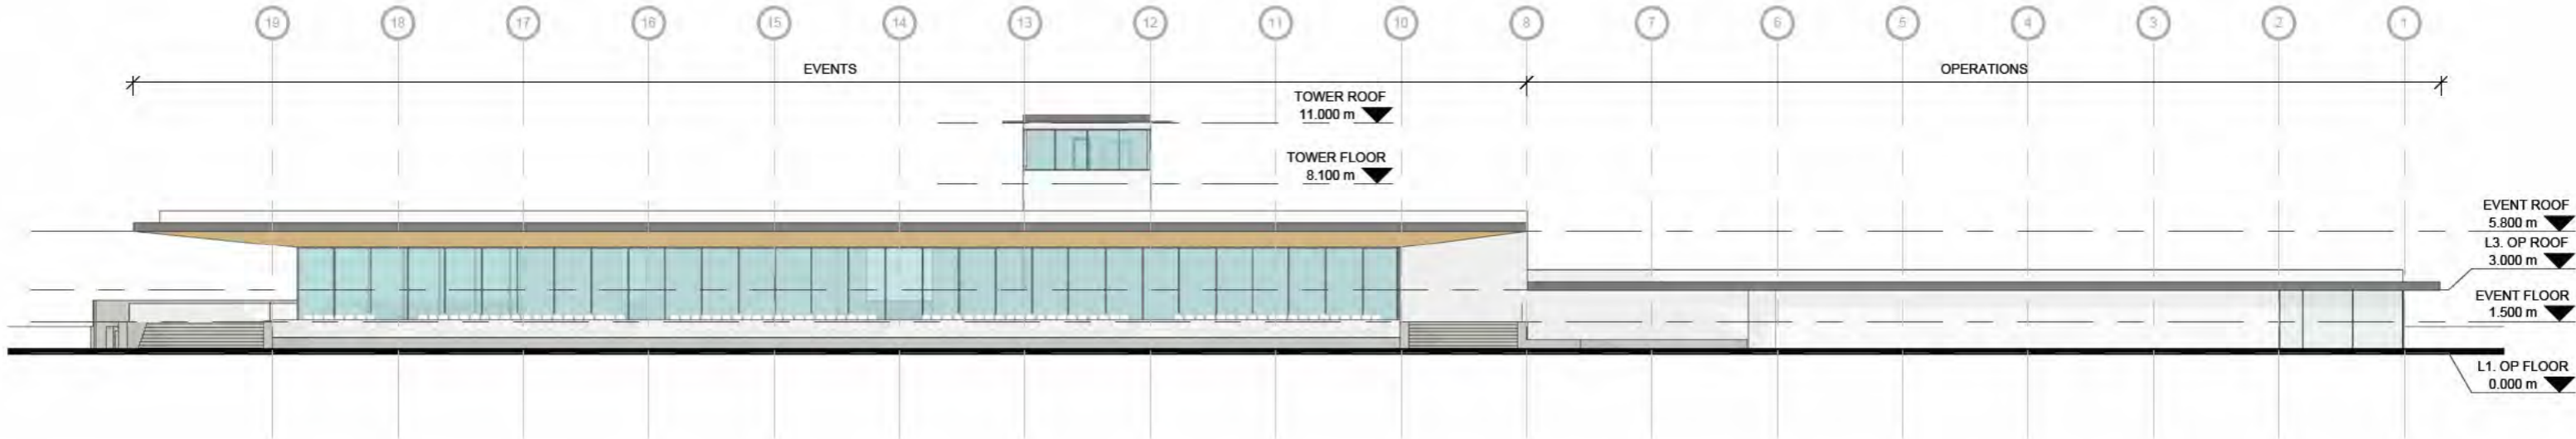 19 18 17 16 15 14 13 12 11 10 8 7 6 5 4 3 2 1
EVENTS
OPERATIONS
TOWER ROOF
11.000 m
TOWER FLOOR
8.100 m
EVENT ROOF
5.800 m
L3. OP ROOF
3.000 m
EVENT FLOOR
1.500 m
L1. OP FLOOR
0.000 m